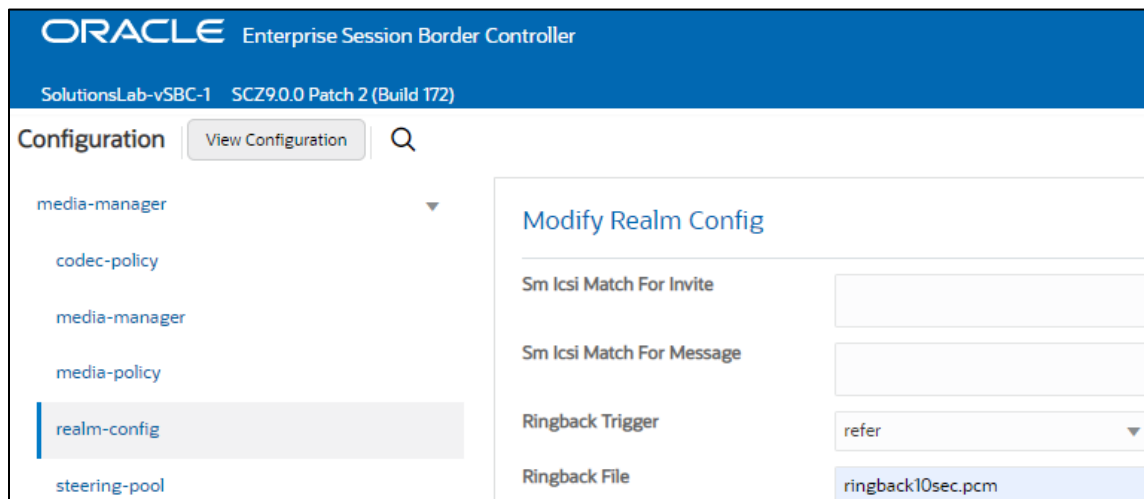 ORACLE Enterprise Session Border Controller
SolutionsLab-vSBC-1 SCZ9.0.0 Patch 2 (Build 172)
Configuration View Configuration
media-manager
codec-policy
media-manager
media-policy
realm-config
steering-pool
Modify Realm Config
Sm Icsi Match For Invite
Sm Icsi Match For Message
Ringback Trigger refer
Ringback File ringback10sec.pcm